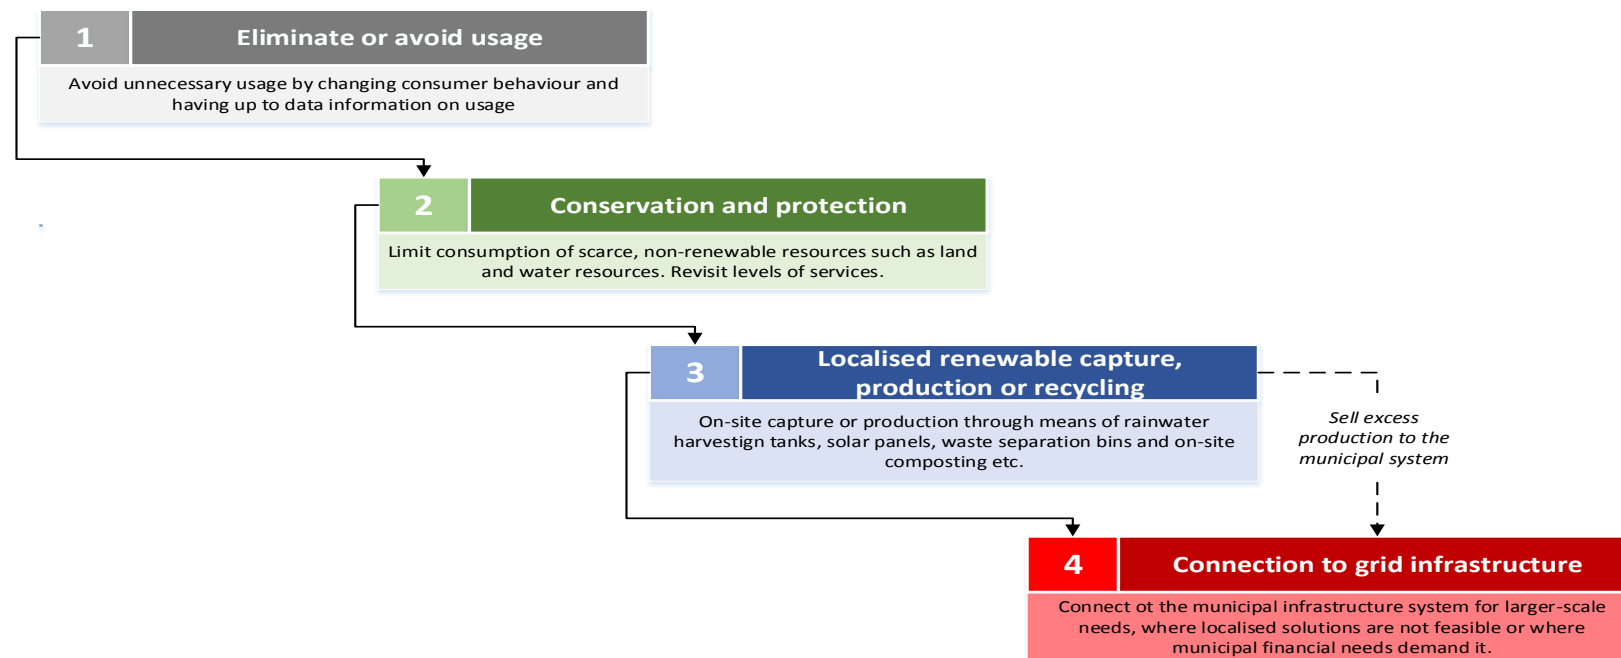 1
Eliminate or avoid usage
Avoid unnecessary usage by changing consumer behaviour and
having up to data information on usage
2
Conservation and protection
Limit consumption of scarce, non-renewable resources such as land
and water resources. Revisit levels of services.
3
Localised renewable capture,
production or recycling
On-site capture or production through means of rainwater
harvestign tanks, solar panels, waste separation bins and on-site
composting etc.
Sell excess
production to the
municipal system
4
Connection to grid infrastructure
Connect ot the municipal infrastructure system for larger-scale
needs, where localised solutions are not feasible or where
municipal financial needs demand it.